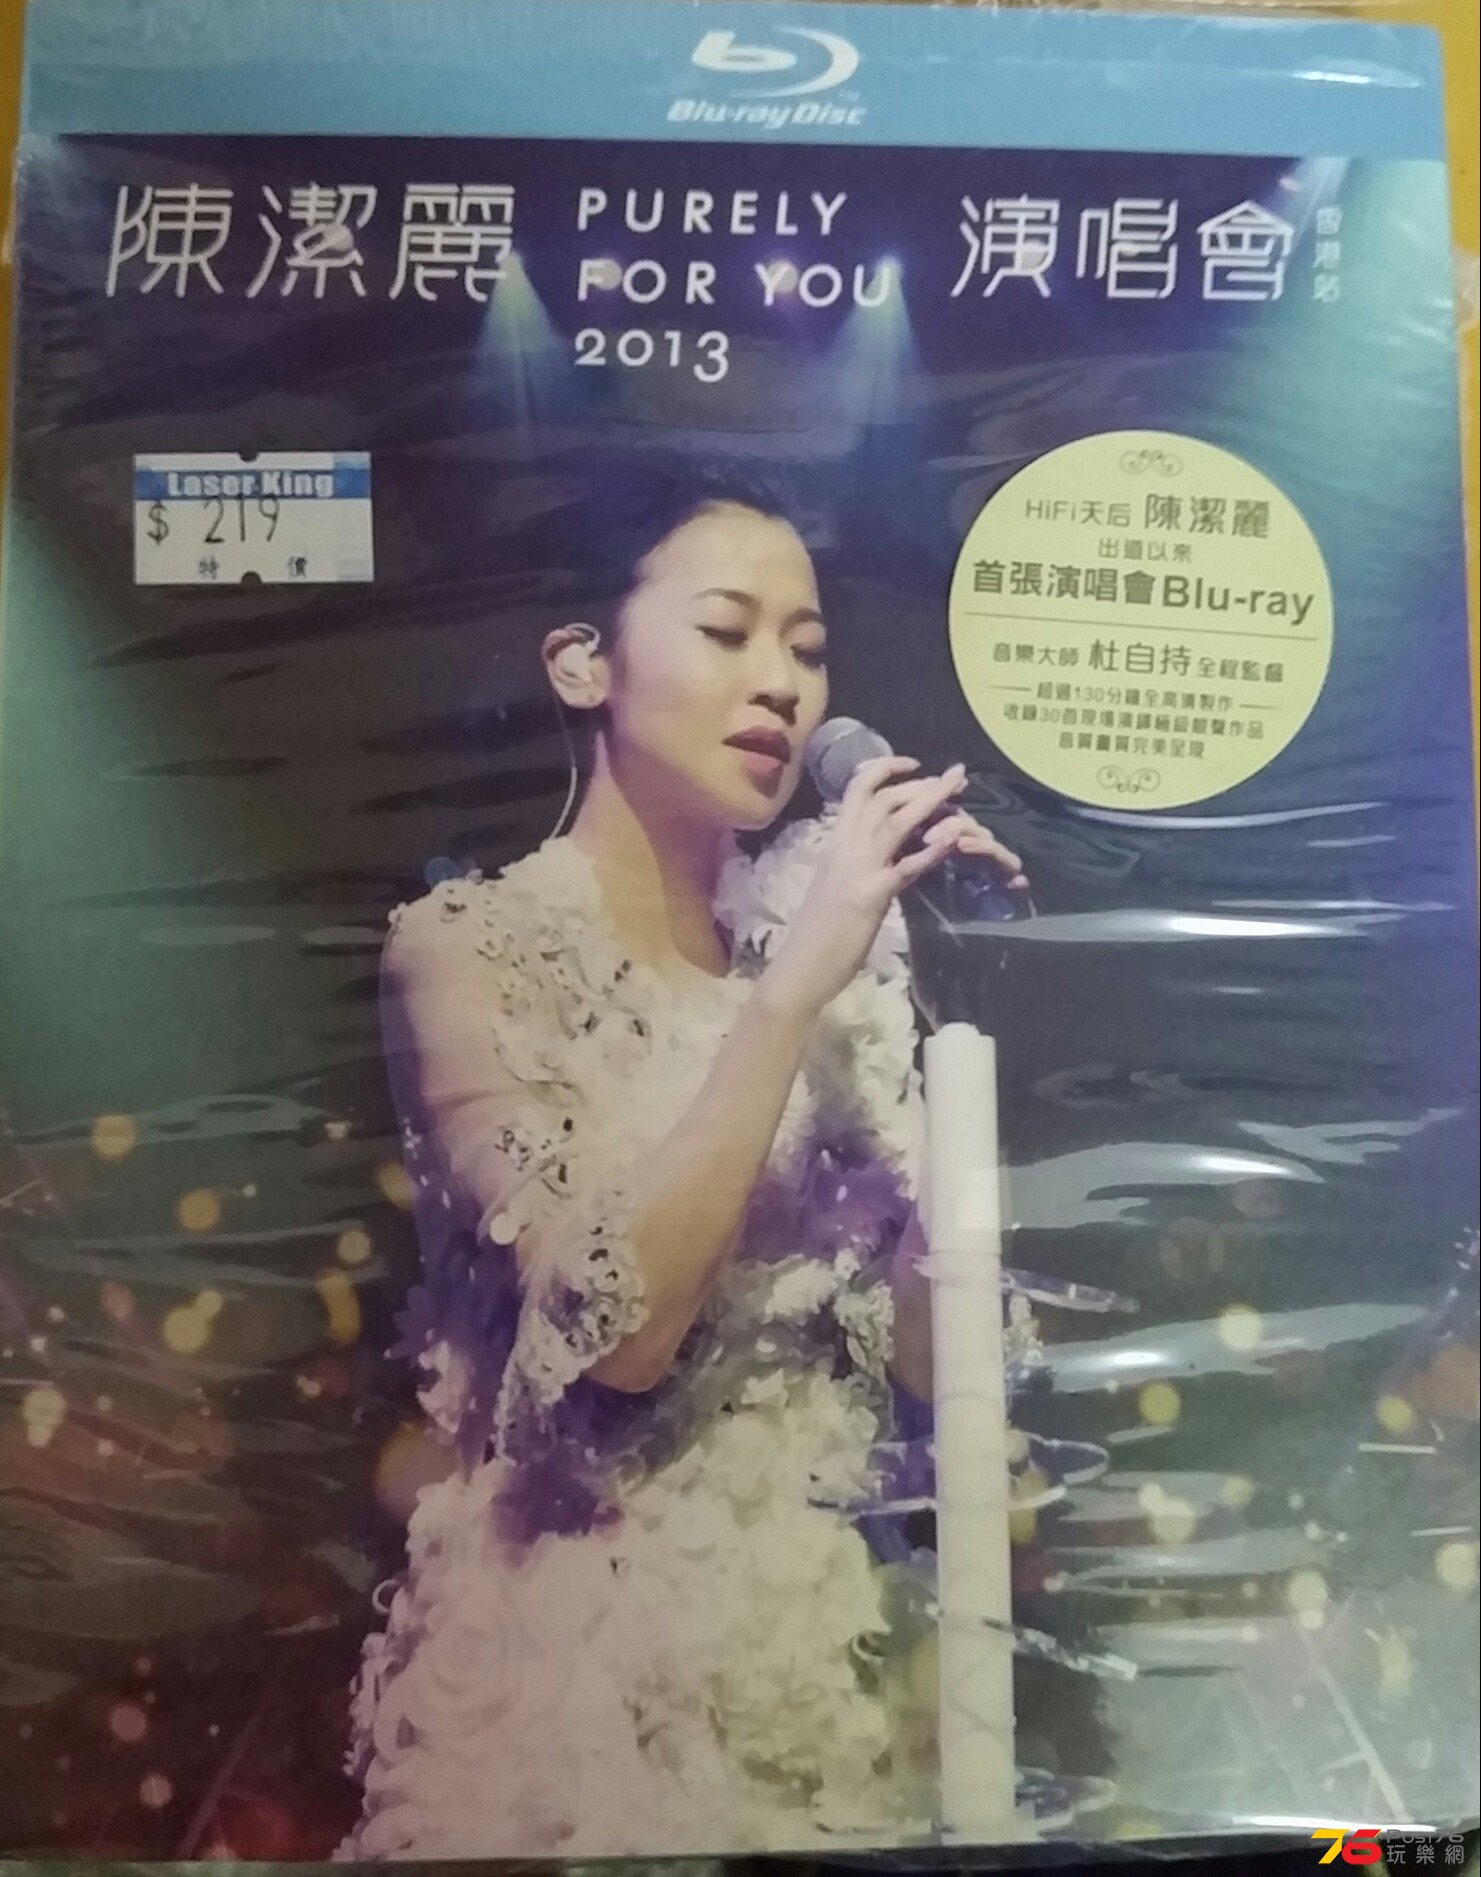 Blu-ray Disc
陳潔麗 PURELY FOR YOU 2013 演唱會 香港站
Laser King
$ 219
特 價
HiFi天后 陳潔麗
出道以來
首張演唱會Blu-ray
音樂大師 杜自持 全程監督
超過130分鐘全高清製作
收錄30首現場演繹極級靚聲作品
音質畫質完美呈現
76 Post76
玩樂網